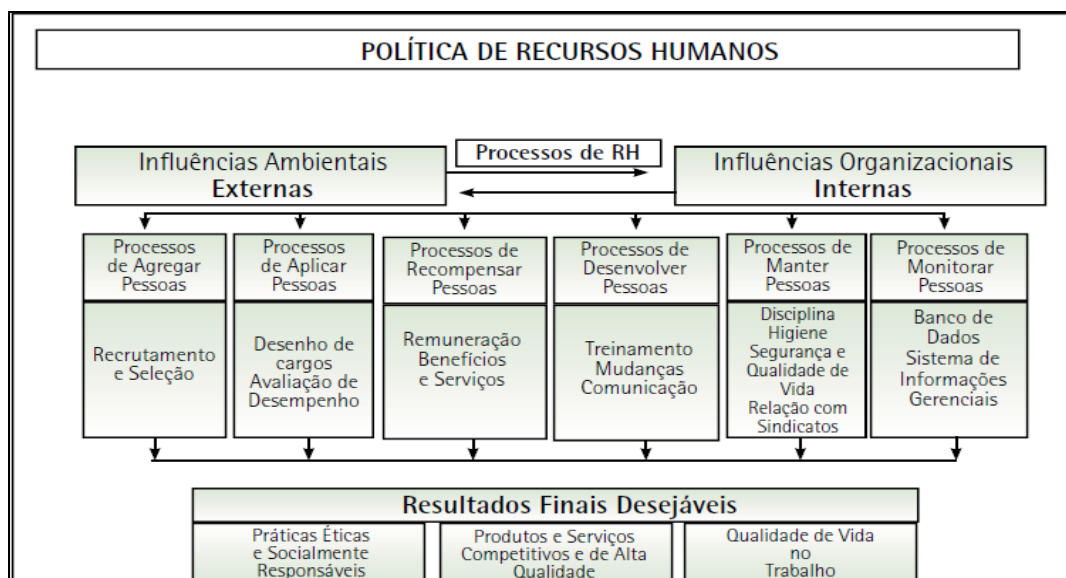 POLÍTICA DE RECURSOS HUMANOS
Influências Ambientais
Externas
Processos de RH
Influências Organizacionais
Internas
Processos
de Agregar
Pessoas
Processos
de Aplicar
Pessoas
Processos de
Recompensar
Pessoas
Processos de
Desenvolver
Pessoas
Processos de
Manter
Pessoas
Processos de
Monitorar
Pessoas
Recrutamento
e Seleção
Desenho de
cargos
Avaliação de
Desempenho
Remuneração
Benefícios
e Serviços
Treinamento
Mudanças
Comunicação
Disciplina
Higiene
Segurança e
Qualidade de
Vida
Relação com
Sindicatos
Banco de
Dados
Sistema de
Informações
Gerenciais
Resultados Finais Desejáveis
Práticas Éticas
e Socialmente
Responsáveis
Produtos e Serviços
Competitivos e de Alta
Qualidade
Qualidade de Vida
no
Trabalho